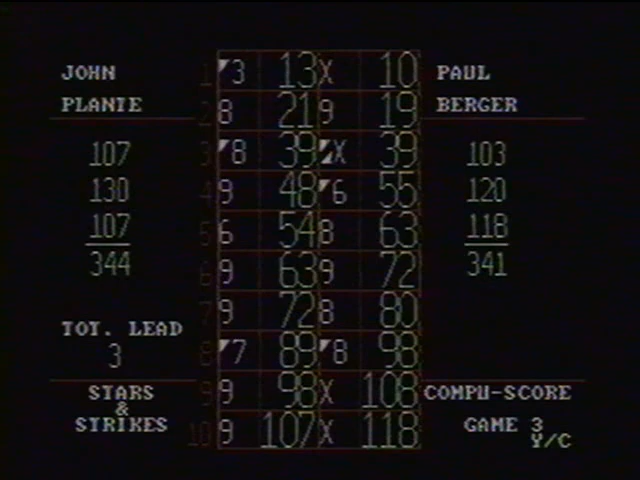 JOHN
PLANTE
107
130
107
344
TOT. LEAD
3
STARS
&
STRIKES
1 3 13 X 10
2 8 21 9 19
3 8 39 X 39
4 9 48 6 55
5 6 54 8 63
6 9 63 9 72
7 9 72 8 80
8 7 89 8 98
9 9 98 X 108
10 9 107 X 118
PAUL
BERGER
103
120
118
341
COMPU-SCORE
GAME 3
Y/C